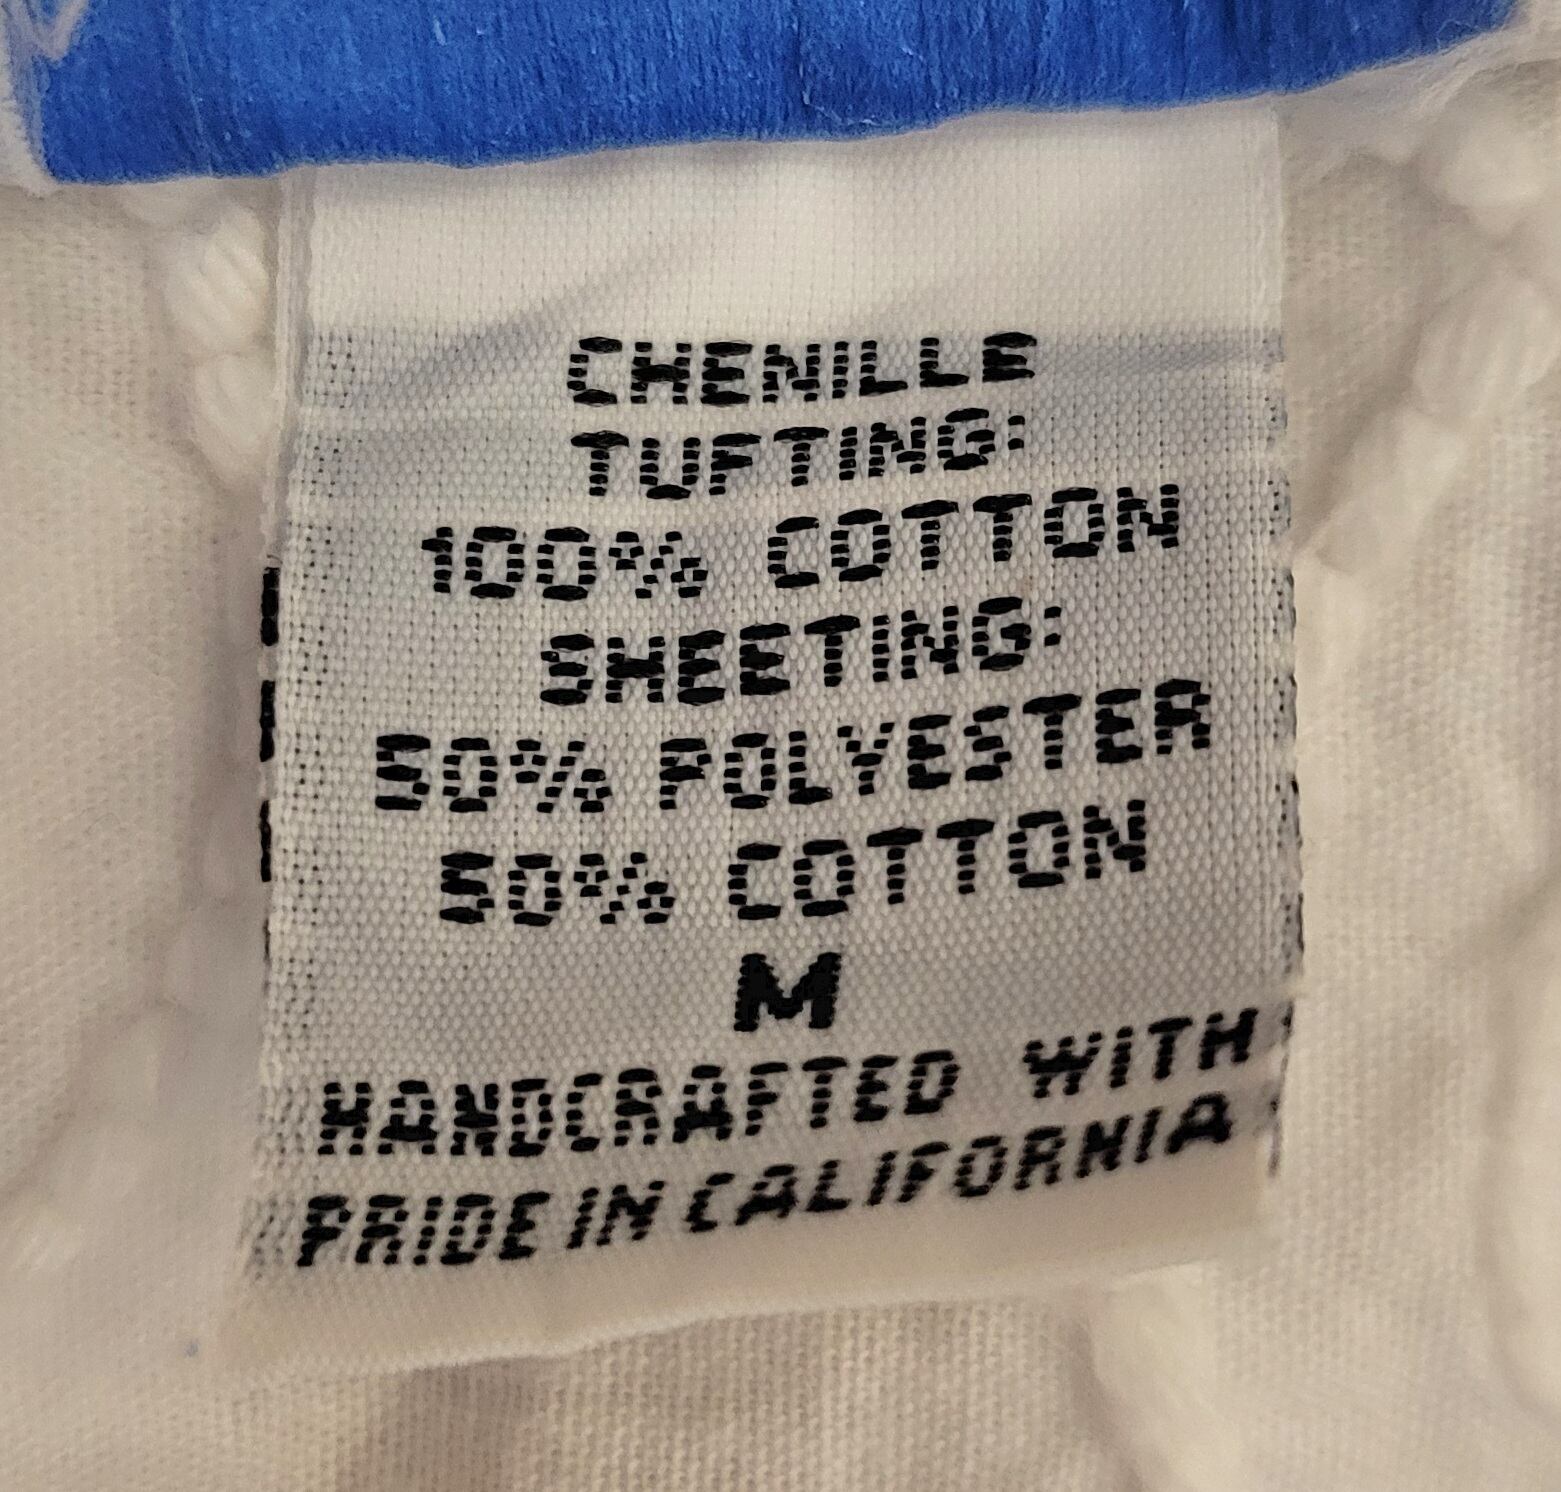 CHENILLE
TUFTING:
100% COTTON
SHEETING:
50% POLYESTER
50% COTTON
M
HANDCRAFTED WITH
PRIDE IN CALIFORNIA